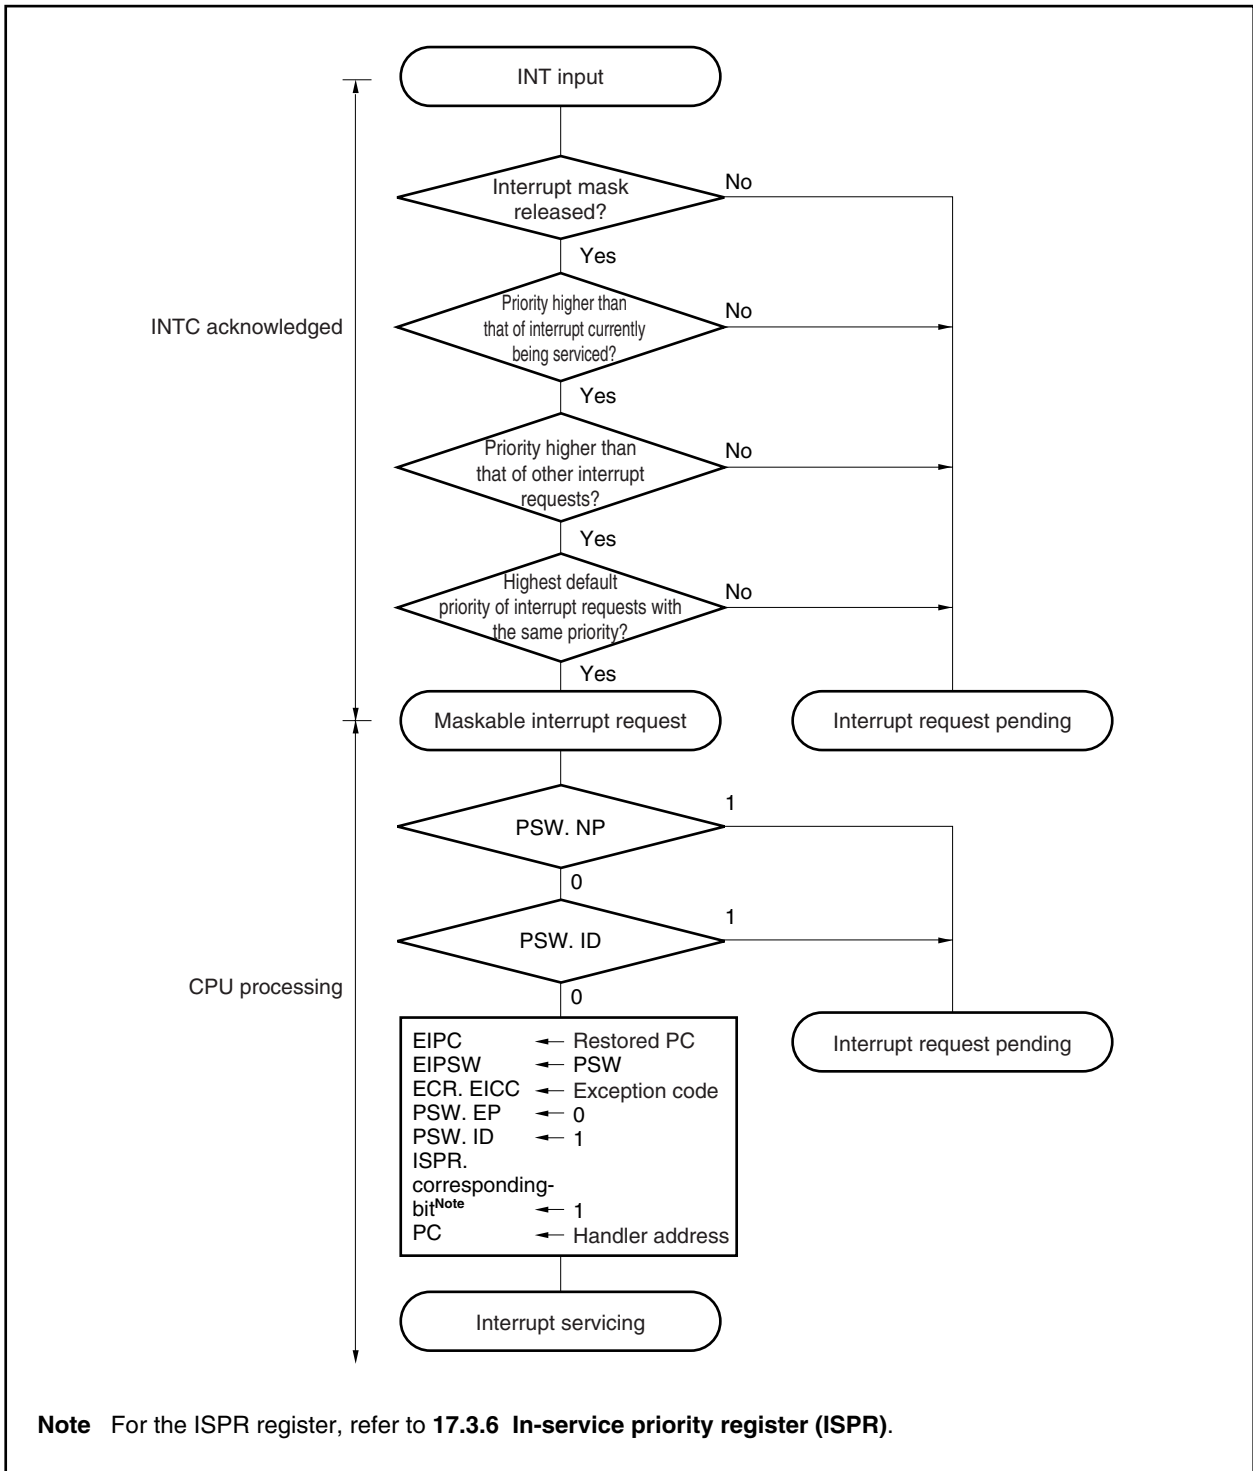 INT input
Interrupt mask
released?
No
Yes
Priority higher than
that of interrupt currently
being serviced?
No
INTC acknowledged
Yes
Priority higher than
that of other interrupt
requests?
No
Yes
Highest default
priority of interrupt requests with
the same priority?
No
Yes
Maskable interrupt request
Interrupt request pending
PSW. NP
1
0
PSW. ID
1
CPU processing
0
Interrupt request pending
EIPC ← Restored PC
EIPSW ← PSW
ECR. EICC ← Exception code
PSW. EP ← 0
PSW. ID ← 1
ISPR.
corresponding-
bitNote ← 1
PC ← Handler address
Interrupt servicing
Note For the ISPR register, refer to 17.3.6 In-service priority register (ISPR).